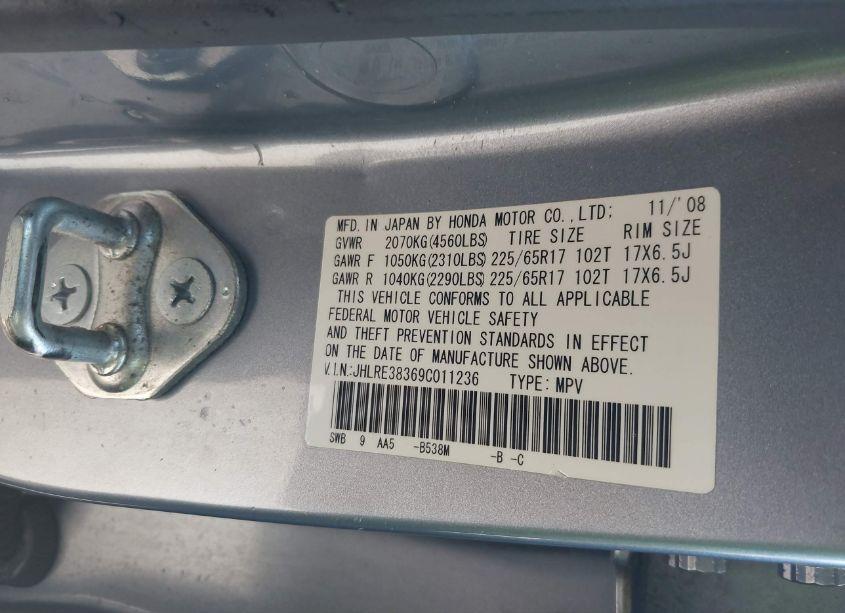 MFD. IN JAPAN BY HONDA MOTOR CO.,LTD; 11/'08
GVWR 2070KG(4560LBS) TIRE SIZE RIM SIZE
GAWR F 1050KG(2310LBS) 225/65R17 102T 17X6.5J
GAWR R 1040KG(2290LBS) 225/65R17 102T 17X6.5J
THIS VEHICLE CONFORMS TO ALL APPLICABLE
FEDERAL MOTOR VEHICLE SAFETY
AND THEFT PREVENTION STANDARDS IN EFFECT
ON THE DATE OF MANUFACTURE SHOWN ABOVE.
V.I.N.:JHLRE38369C011236 TYPE: MPV
SWB 9 AA5 -B538M -B -C